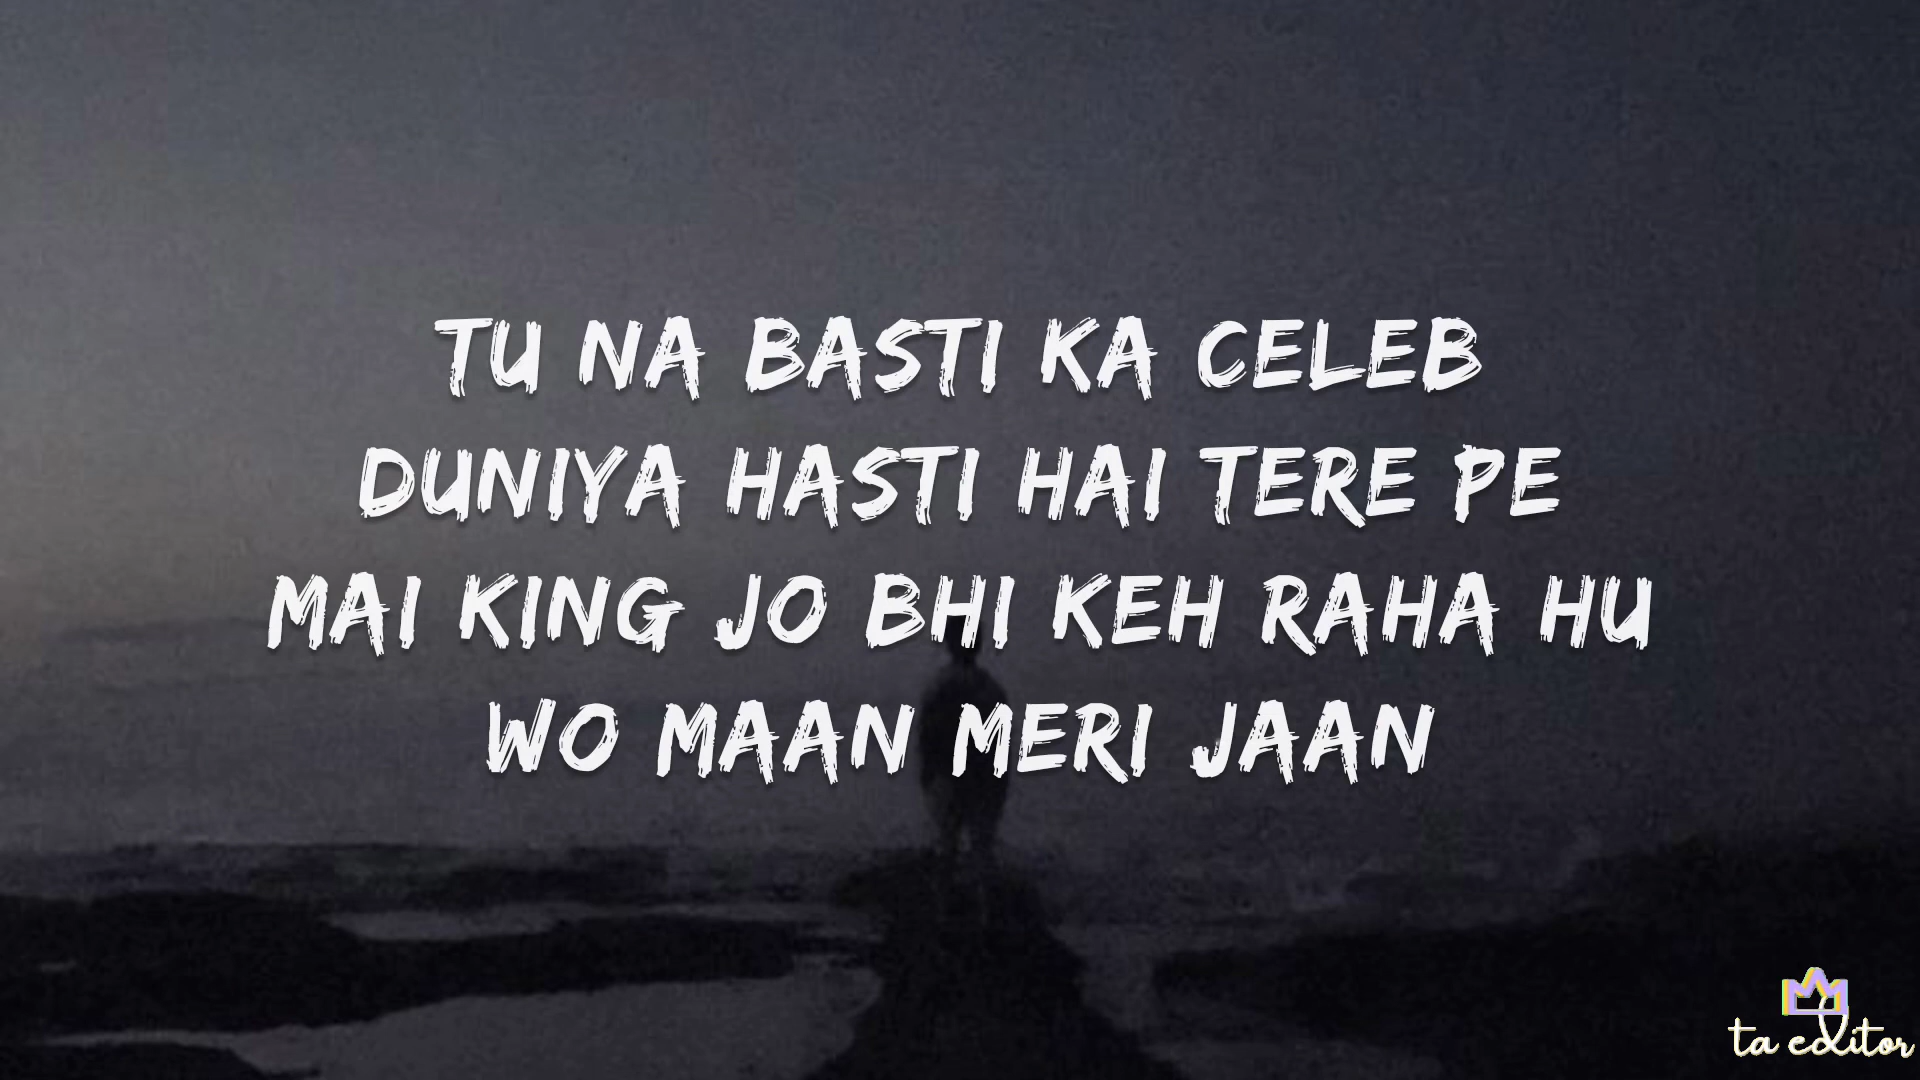 TU NA BASTI KA CELEB
DUNIYA HASTI HAI TERE PE
MAI KING JO BHI KEH RAHA HU
WO MAAN MERI JAAN
ta editor